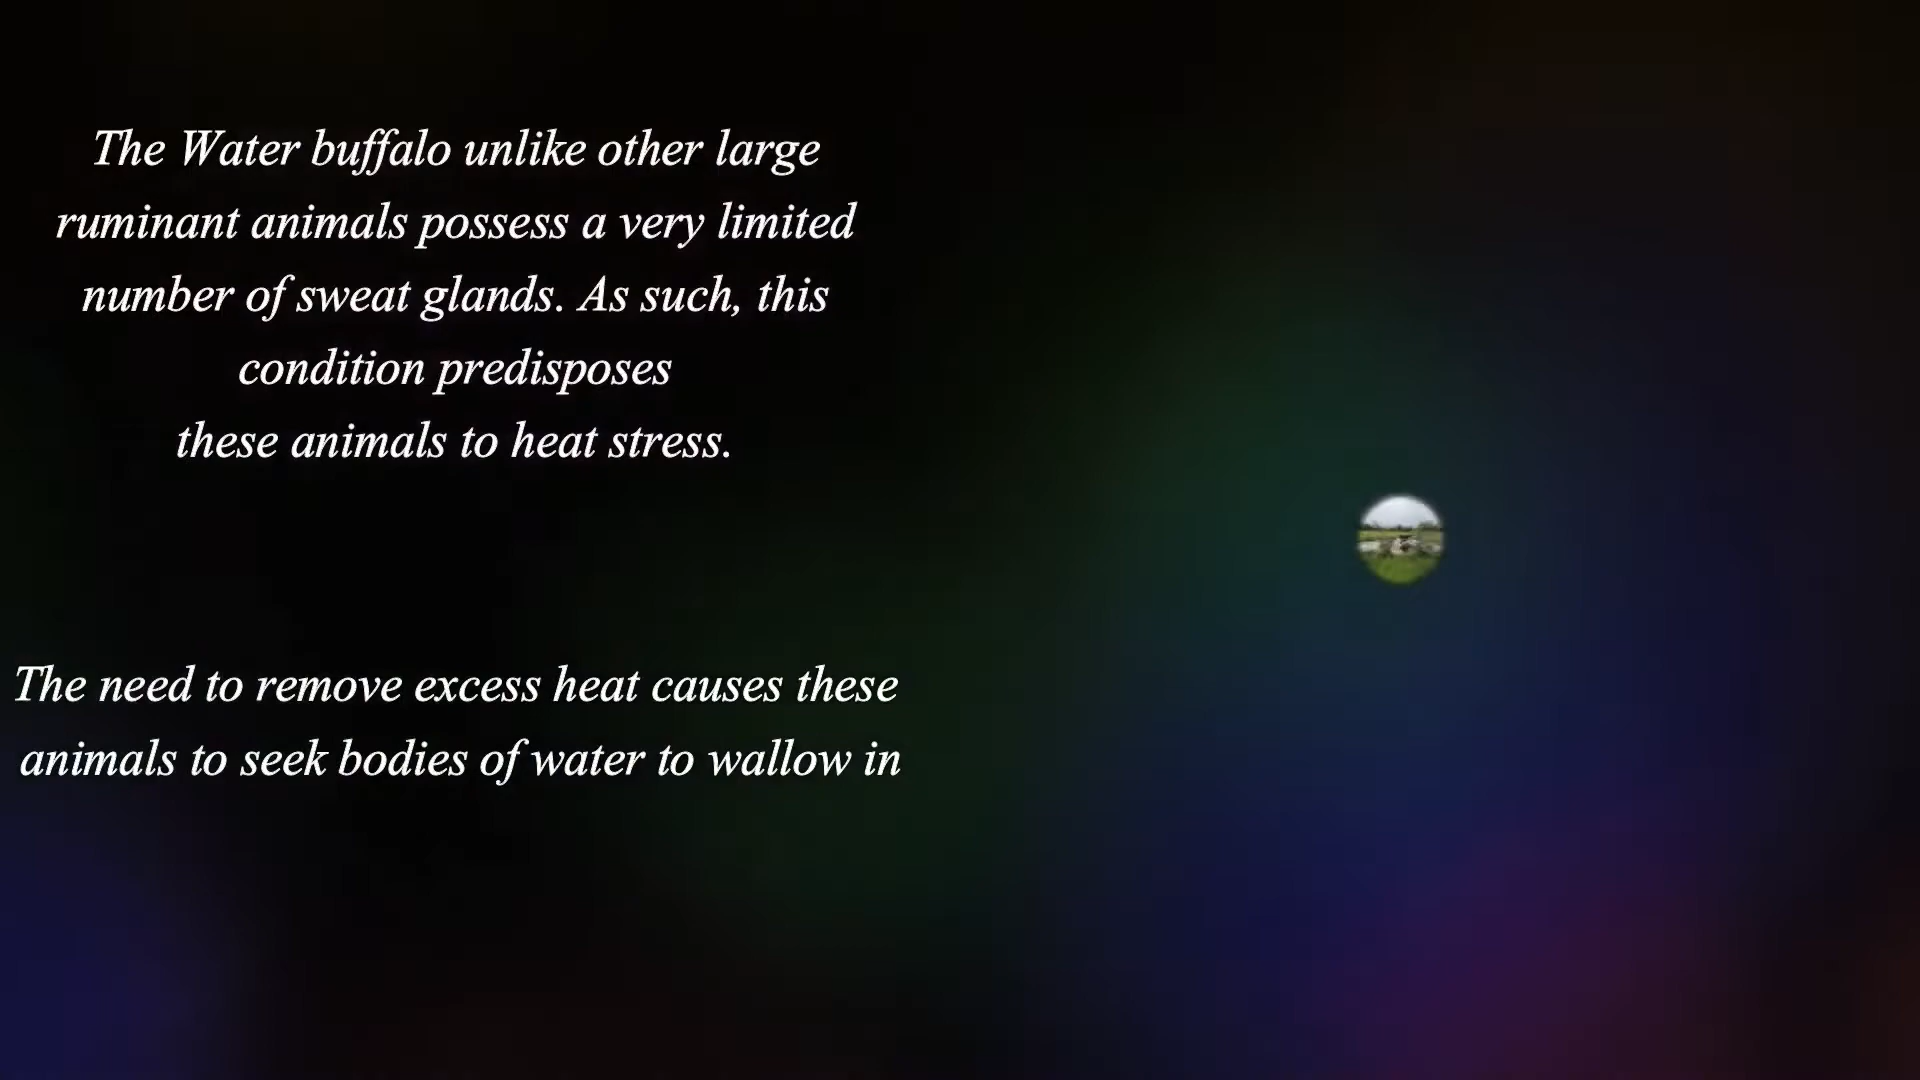 The Water buffalo unlike other large
ruminant animals possess a very limited
number of sweat glands. As such, this
condition predisposes
these animals to heat stress.
The need to remove excess heat causes these
animals to seek bodies of water to wallow in